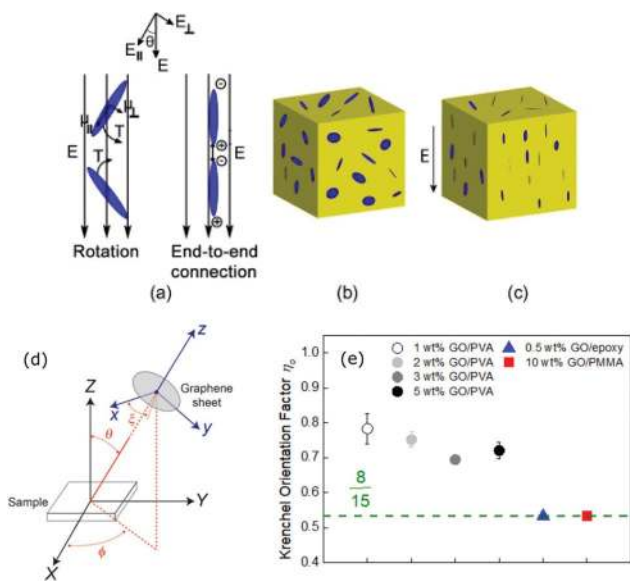 E∥ θ E⊥
E
μ∥ μ⊥
E T T E
Rotation End-to-end
connection
(a)
(b)
E
(c)
(d)
Z z
Graphene
sheet
x ξ y
θ
Sample
Y
X ϕ
(e)
1 wt% GO/PVA 0.5 wt% GO/epoxy
2 wt% GO/PVA 10 wt% GO/PMMA
3 wt% GO/PVA
5 wt% GO/PVA
Krenchel Orientation Factor ηₒ
1.0
0.9
0.8
0.7
0.6
0.5
0.4
8
15